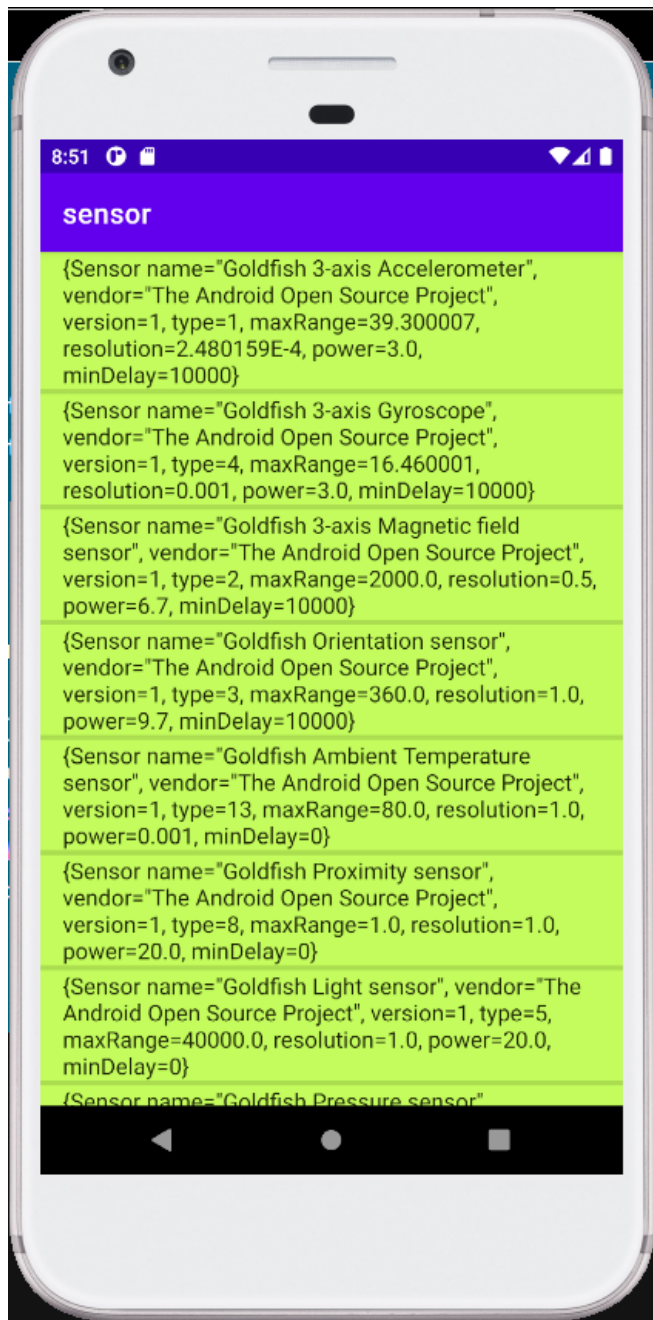 8:51
sensor
{Sensor name="Goldfish 3-axis Accelerometer",
vendor="The Android Open Source Project",
version=1, type=1, maxRange=39.300007,
resolution=2.480159E-4, power=3.0,
minDelay=10000}
{Sensor name="Goldfish 3-axis Gyroscope",
vendor="The Android Open Source Project",
version=1, type=4, maxRange=16.460001,
resolution=0.001, power=3.0, minDelay=10000}
{Sensor name="Goldfish 3-axis Magnetic field
sensor", vendor="The Android Open Source Project",
version=1, type=2, maxRange=2000.0, resolution=0.5,
power=6.7, minDelay=10000}
{Sensor name="Goldfish Orientation sensor",
vendor="The Android Open Source Project",
version=1, type=3, maxRange=360.0, resolution=1.0,
power=9.7, minDelay=10000}
{Sensor name="Goldfish Ambient Temperature
sensor", vendor="The Android Open Source Project",
version=1, type=13, maxRange=80.0, resolution=1.0,
power=0.001, minDelay=0}
{Sensor name="Goldfish Proximity sensor",
vendor="The Android Open Source Project",
version=1, type=8, maxRange=1.0, resolution=1.0,
power=20.0, minDelay=0}
{Sensor name="Goldfish Light sensor", vendor="The
Android Open Source Project", version=1, type=5,
maxRange=40000.0, resolution=1.0, power=20.0,
minDelay=0}
{Sensor name="Goldfish Pressure sensor"